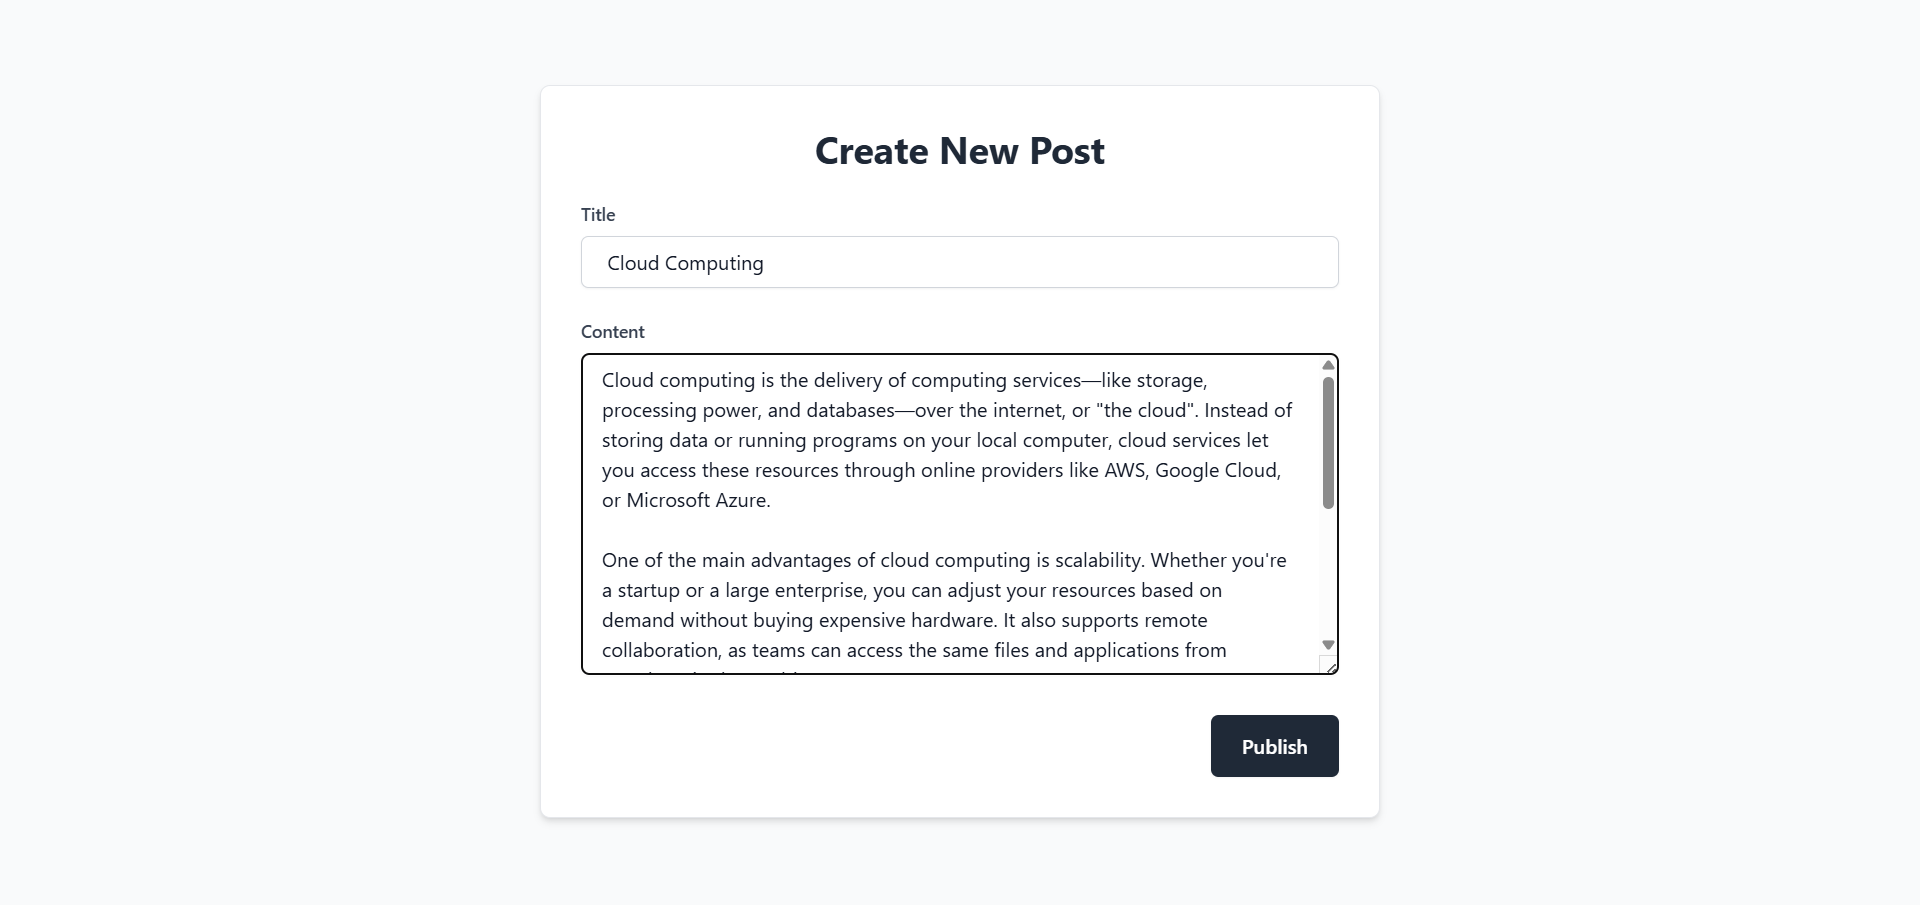 Create New Post
Title
Cloud Computing
Content
Cloud computing is the delivery of computing services—like storage,
processing power, and databases—over the internet, or "the cloud". Instead of
storing data or running programs on your local computer, cloud services let
you access these resources through online providers like AWS, Google Cloud,
or Microsoft Azure.
One of the main advantages of cloud computing is scalability. Whether you're
a startup or a large enterprise, you can adjust your resources based on
demand without buying expensive hardware. It also supports remote
collaboration, as teams can access the same files and applications from
Publish